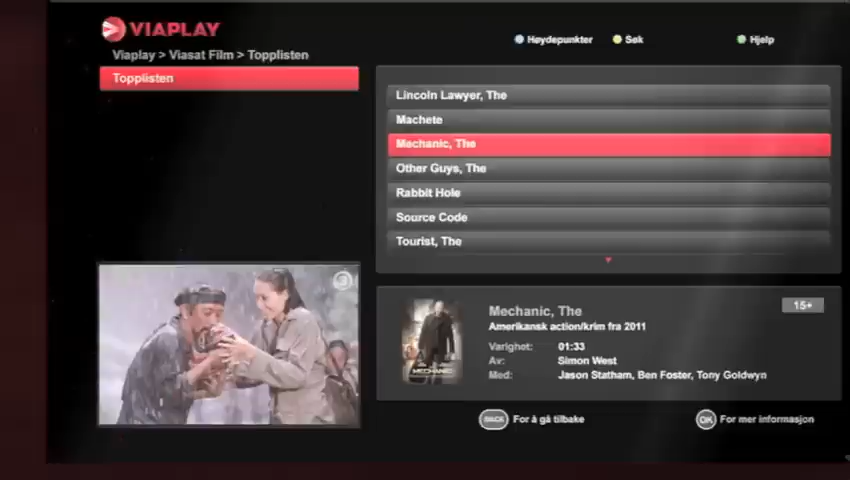 VIAPLAY
Høydepunkter
Søk
Hjelp
Viaplay > Viasat Film > Topplisten
Topplisten
Lincoln Lawyer, The
Machete
Mechanic, The
Other Guys, The
Rabbit Hole
Source Code
Tourist, The
Mechanic, The
15+
Amerikansk action/krim fra 2011
Varighet: 01:33
Av: Simon West
Med: Jason Statham, Ben Foster, Tony Goldwyn
MECHANIC
BACK For å gå tilbake
OK For mer informasjon
3